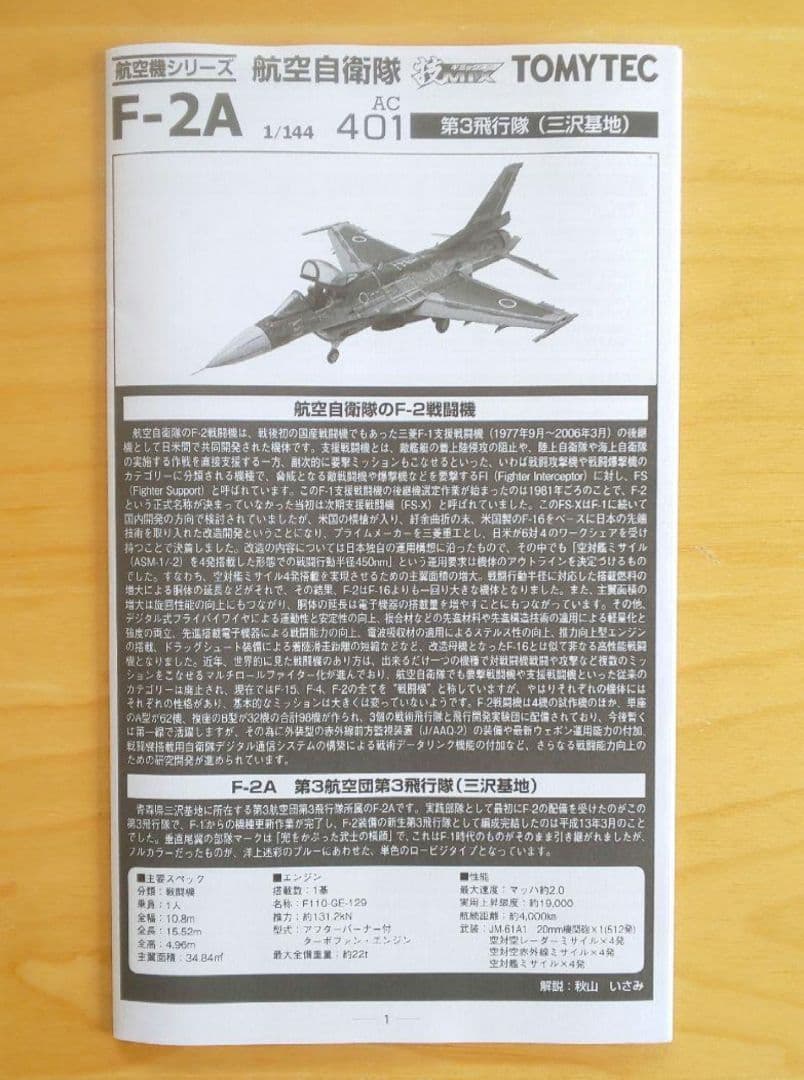 航空機シリーズ 航空自衛隊 技MIX TOMYTEC
F-2A 1/144 AC 401 第3飛行隊（三沢基地）
航空自衛隊のF-2戦闘機
航空自衛隊のF-2戦闘機は、戦後初の国産戦闘機でもあった三菱F-1支援戦闘機（1977年9月～2006年3月）の後継
機として日米間で共同開発された機体です。支援戦闘機とは、敵艦艇の着上陸侵攻の阻止や、陸上自衛隊や海上自衛隊
の実施する作戦を直接支援する一方、副次的に要撃ミッションもこなせるといった、いわば戦闘攻撃機や戦闘爆撃機の
カテゴリーに分類される機種で、脅威となる敵戦闘機や爆撃機などを要撃するFI（Fighter Interceptor）に対し、FS
（Fighter Support）と呼ばれています。このF-1支援戦闘機の後継機選定作業が始まったのは1981年ごろのことで、F-2
という正式名称が決まっていなかった当初は次期支援戦闘機（FS-X）と呼ばれていました。このFS-XはF-1に続いて
国内開発の方向で検討されていましたが、米国の横槍が入り、紆余曲折の末、米国製のF-16をベースに日本の先端
技術を取り入れた改造開発ということになり、プライムメーカーを三菱重工とし、日米が6対4のワークシェアを受け
持つことで決着しました。改造の内容については日本独自の運用構想に沿ったもので、その中でも「空対艦ミサイル
（ASM-1/-2）を4発搭載した形態での戦闘行動半径450nm」という運用要求は機体のアウトラインを決定づけるもの
でした。すなわち、空対艦ミサイル4発搭載を実現させるための主翼面積の増大。戦闘行動半径に対応した搭載燃料の
増大による胴体の延長などがそれで、その結果、F-2はF-16よりも一回り大きな機体となりました。また、主翼面積の
増大は旋回性能の向上にもつながり、胴体の延長は電子機器の搭載量を増やすことにもつながっています。その他、
デジタル式フライバイワイヤによる運動性と安定性の向上、複合材などの先進材料や先進構造技術の適用による軽量化と
強度の両立、先進搭載電子機器による戦闘能力の向上、電波吸収材の適用によるステルス性の向上、推力向上型エンジン
の搭載、ドラッグシュート装備による着陸滑走距離の短縮などなど、改造母機となったF-16とは似て非なる高性能戦闘
機となりました。近年、世界的に見た戦闘機のあり方は、出来るだけ一つの機種で対戦闘機戦闘や攻撃など複数のミッ
ションをこなせるマルチロールファイター化が進んでおり、航空自衛隊でも要撃戦闘機や支援戦闘機といった従来の
カテゴリーは廃止され、現在ではF-15、F-4、F-2の全てを“戦闘機”と称していますが、やはりそれぞれの機体には
それぞれの性格があり、基本的なミッションは大きくは変っていないようです。F-2戦闘機は4機の試作機のほか、単座
のA型が62機、複座のB型が32機の合計98機が作られ、3個の戦術飛行隊と飛行開発実験団に配備されており、今後暫く
は第一線で活躍しますが、その為に外装型の赤外線前方監視装置（J/AAQ-2）の装備や最新ウェポン運用能力の付加、
戦闘機搭載用自衛隊デジタル通信システムの構築による戦術データリンク機能の付加など、さらなる戦闘能力向上の
ための研究開発が進められています。
F-2A 第3航空団第3飛行隊（三沢基地）
青森県三沢基地に所在する第3航空団第3飛行隊所属のF-2Aです。実戦部隊として最初にF-2の配備を受けたのがこの
第3飛行隊で、F-1からの機種更新作業が完了し、F-2装備の新生第3飛行隊として編成完結したのは平成13年3月のことで
でした。垂直尾翼の部隊マークは「兜をかぶった武士の横顔」で、これはF-1時代のものがそのまま引き継がれましたが、
フルカラーだったものが、洋上迷彩のブルーにあわせた、単色のロービジタイプとなっています。
■主要スペック
分類：戦闘機
乗員：1人
全幅：10.8m
全長：15.52m
全高：4.96m
主翼面積：34.84㎡
■エンジン
搭載数：1基
名称：F110-GE-129
推力：約131.2kN
型式：アフターバーナー付
ターボファン・エンジン
最大全備重量：約22t
■性能
最大速度：マッハ約2.0
実用上昇限度：約19,000
航続距離：約4,000km
武装：JM-61A1 20mm機関砲×1(512発)
空対空レーダーミサイル×4発
空対空赤外線ミサイル×4発
空対艦ミサイル×4発
解説：秋山 いさみ
1